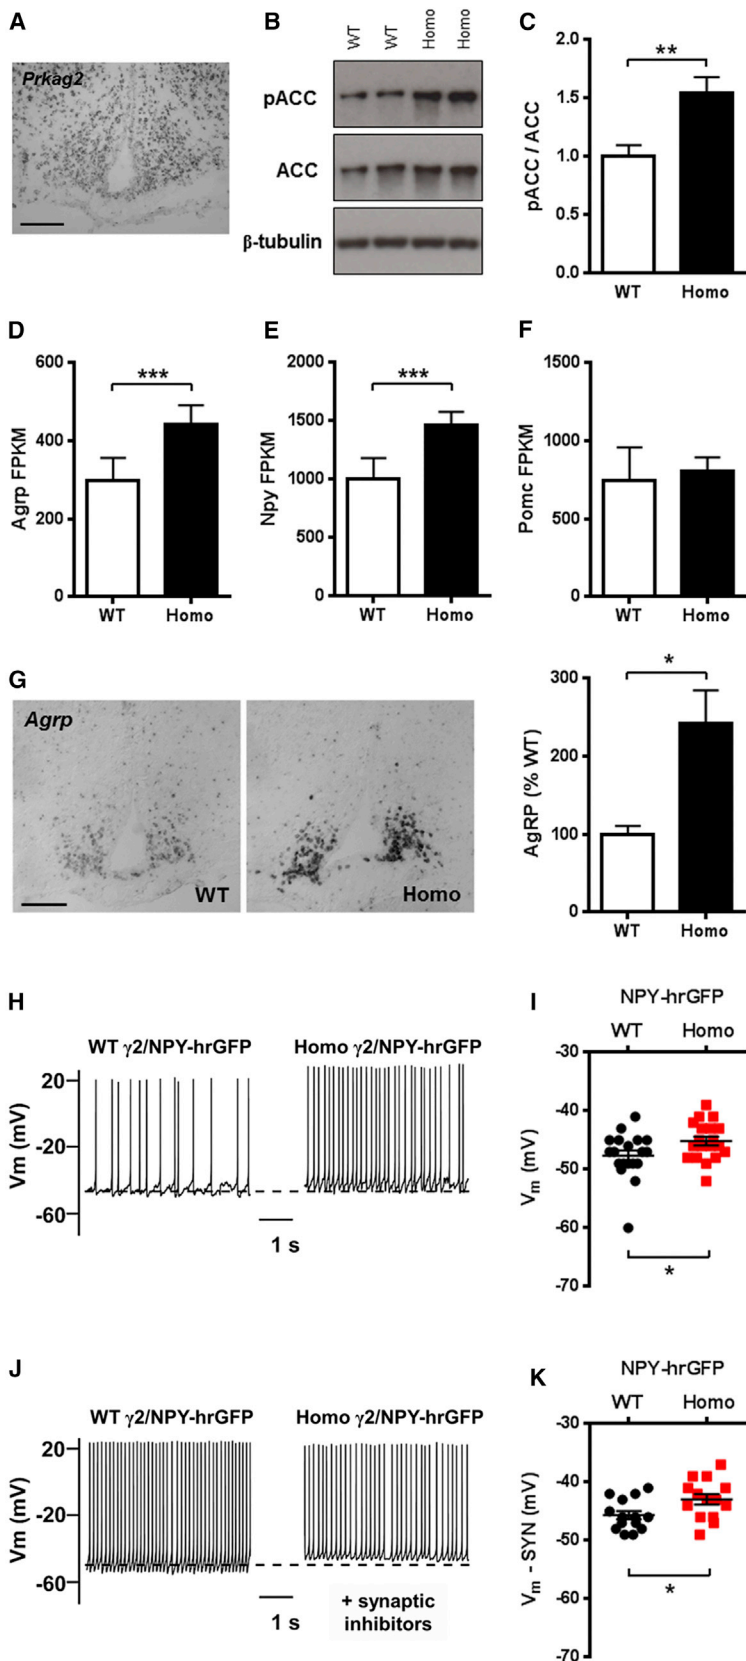 A
Prkag2
B
WT WT Homo Homo
pACC
ACC
β-tubulin
C
**
2.0
1.5
1.0
0.5
0.0
pACC / ACC
WT Homo
D
***
600
400
200
0
Agrp FPKM
WT Homo
E
***
2000
1500
1000
500
0
Npy FPKM
WT Homo
F
1500
1000
500
0
Pomc FPKM
WT Homo
G
Agrp
WT
Homo
*
300
200
100
0
AgRP (% WT)
WT Homo
H
WT γ2/NPY-hrGFP
Homo γ2/NPY-hrGFP
20
-20
-60
Vm (mV)
1 s
I
NPY-hrGFP
WT Homo
-30
-40
-50
-60
-70
Vm (mV)
*
J
WT γ2/NPY-hrGFP
Homo γ2/NPY-hrGFP
20
-20
-60
Vm (mV)
1 s
+ synaptic
inhibitors
K
NPY-hrGFP
WT Homo
-30
-40
-50
-60
-70
Vm - SYN (mV)
*